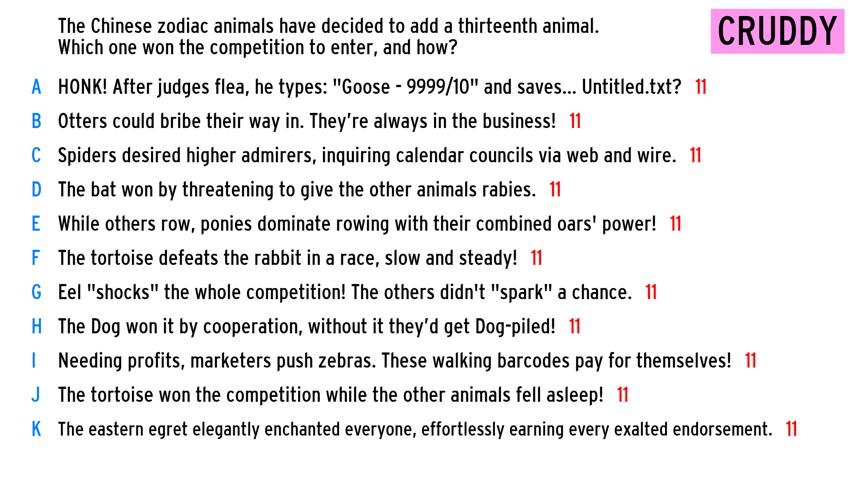 The Chinese zodiac animals have decided to add a thirteenth animal.
Which one won the competition to enter, and how?
CRUDDY
A HONK! After judges flea, he types: "Goose - 9999/10" and saves... Untitled.txt? 11
B Otters could bribe their way in. They're always in the business! 11
C Spiders desired higher admirers, inquiring calendar councils via web and wire. 11
D The bat won by threatening to give the other animals rabies. 11
E While others row, ponies dominate rowing with their combined oars' power! 11
F The tortoise defeats the rabbit in a race, slow and steady! 11
G Eel "shocks" the whole competition! The others didn't "spark" a chance. 11
H The Dog won it by cooperation, without it they'd get Dog-piled! 11
I Needing profits, marketers push zebras. These walking barcodes pay for themselves! 11
J The tortoise won the competition while the other animals fell asleep! 11
K The eastern egret elegantly enchanted everyone, effortlessly earning every exalted endorsement. 11